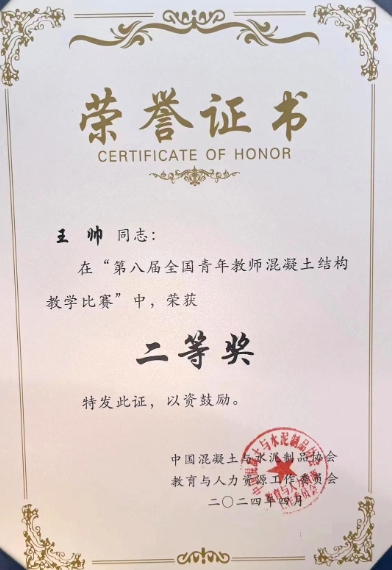 荣誉证书
CERTIFICATE OF HONOR
王帅 同志：
在“第八届全国青年教师混凝土结构
教学比赛”中，荣获
二等奖
特发此证，以资鼓励。
中国混凝土与水泥制品协会
教育与人力资源工作委员会
二〇二四年四月